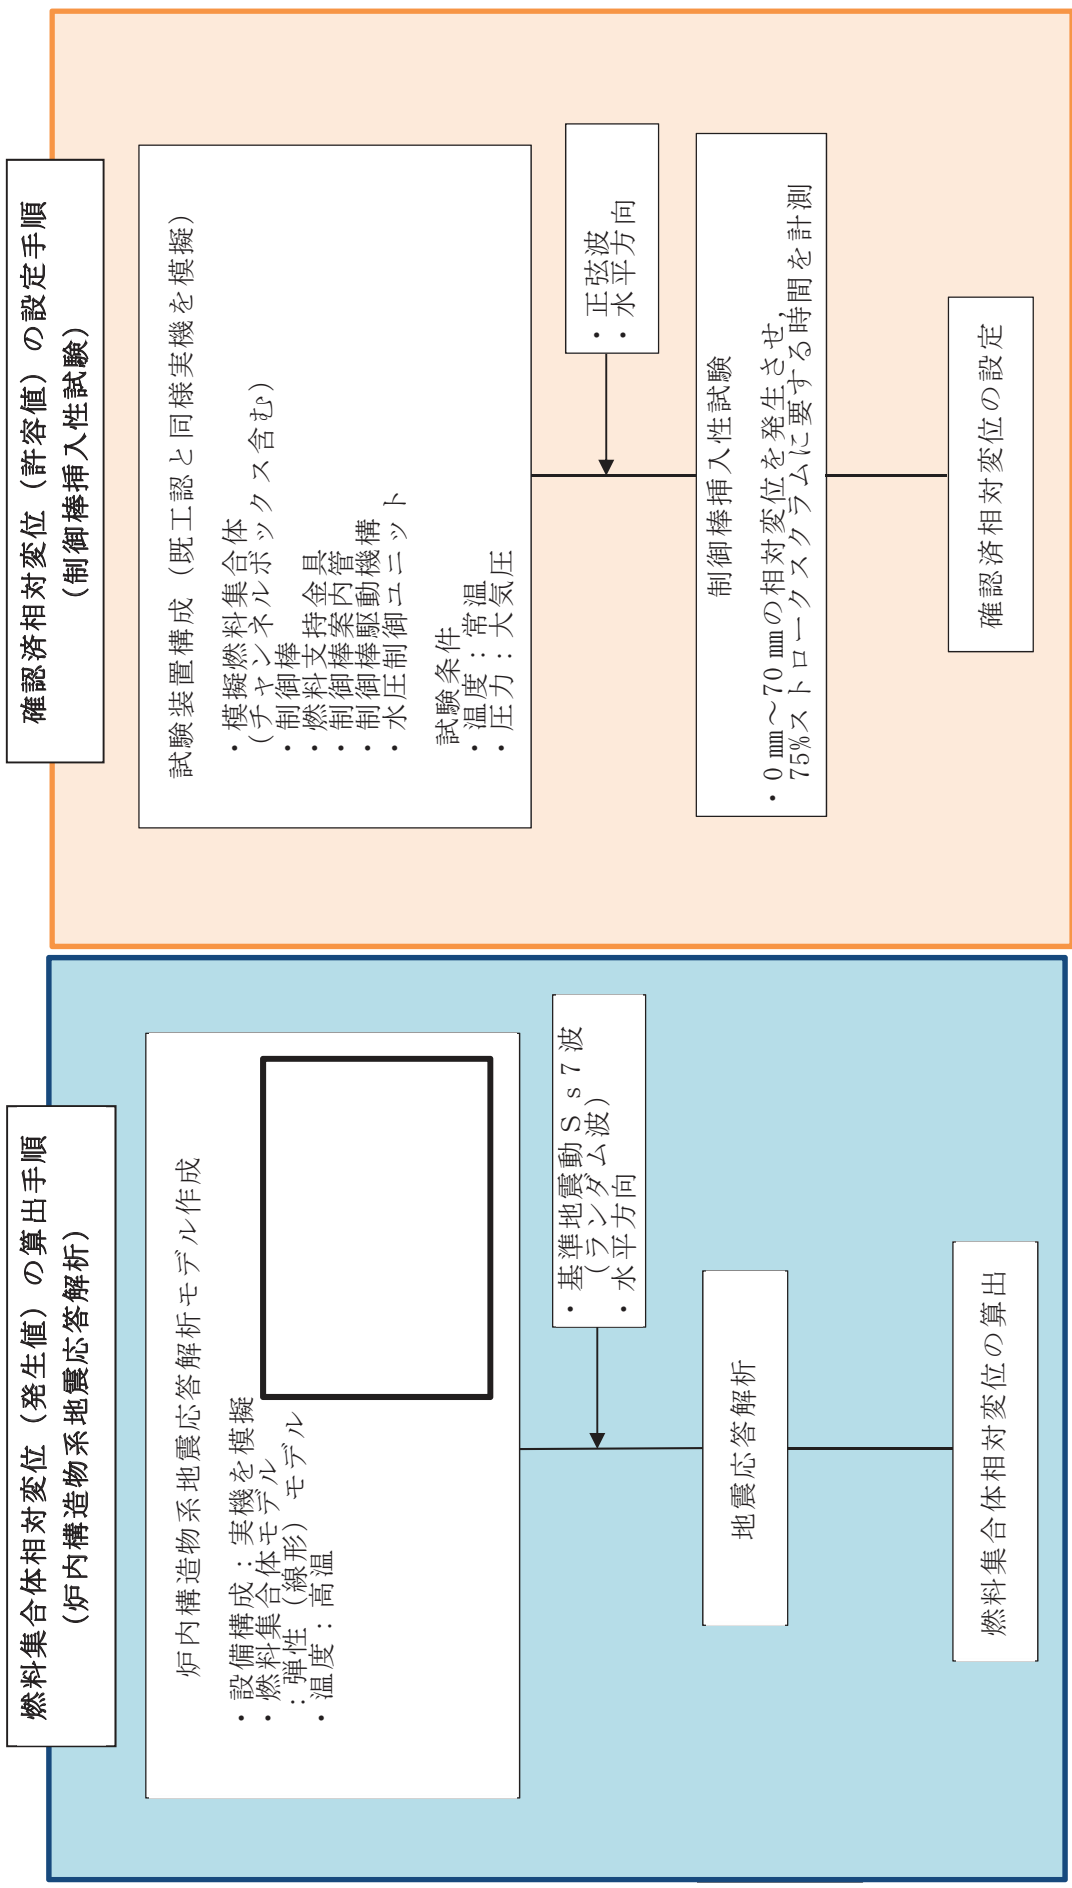 燃料集合体相対変位（発生値）の算出手順
（炉内構造物系地震応答解析）
炉内構造物系地震応答解析モデル作成
・設備構成：実機を模擬
・燃料集合体モデル
：弾性（線形）モデル
・温度：高温
・基準地震動Ｓｓ７波
（ランダム波）
・水平方向
地震応答解析
燃料集合体相対変位の算出
確認済相対変位（許容値）の設定手順
（制御棒挿入性試験）
試験装置構成（既工認と同様実機を模擬）
・模擬燃料集合体
（チャンネルボックス含む）
・制御棒
・燃料支持金具
・制御棒案内管
・制御棒駆動機構
・水圧制御ユニット
試験条件
・温度：常温
・圧力：大気圧
・正弦波
・水平方向
制御棒挿入性試験
・0 mm～70 mmの相対変位を発生させ，
75%ストロークスクラムに要する時間を計測
確認済相対変位の設定